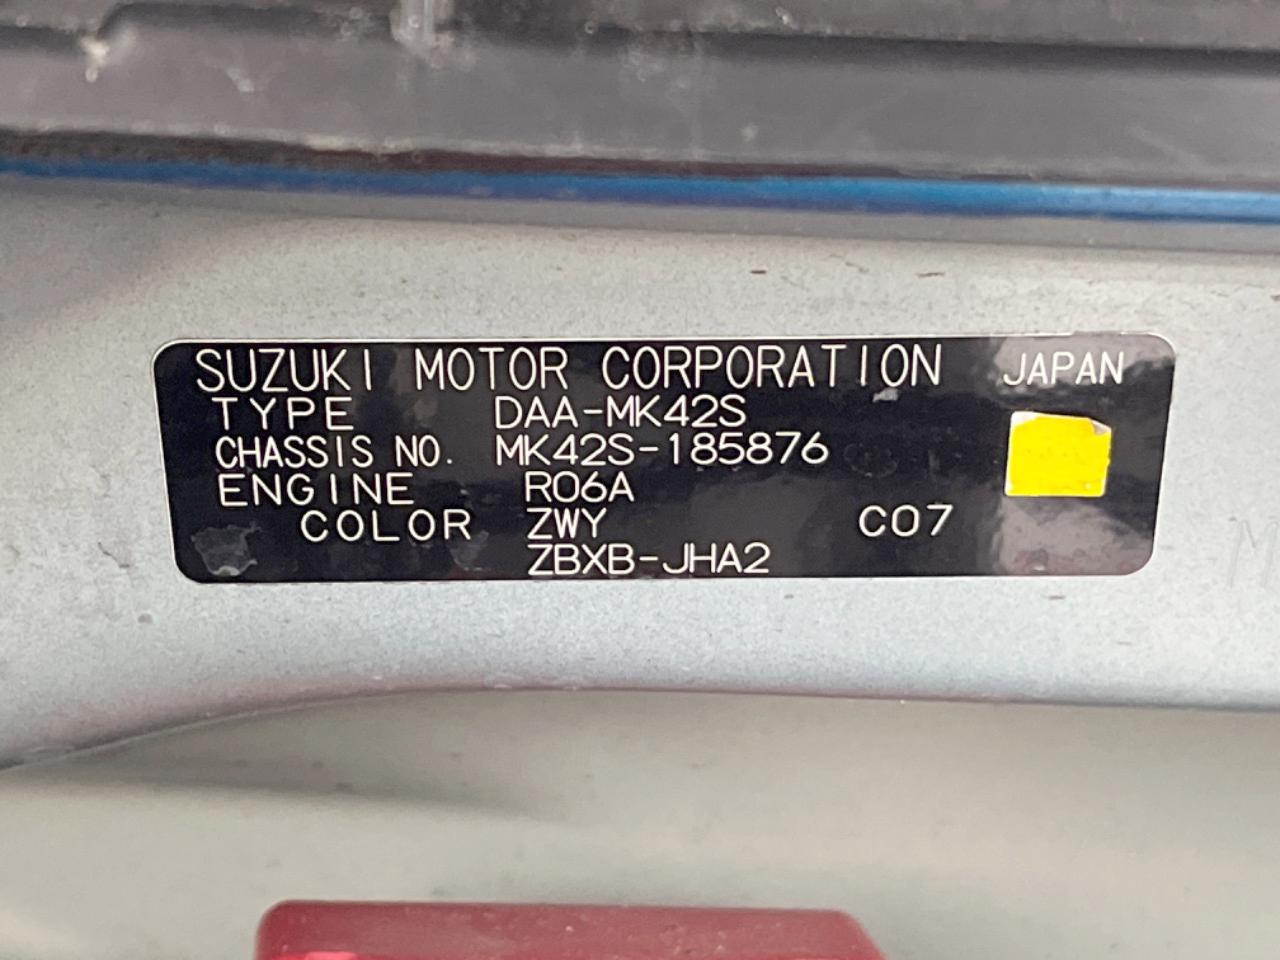 SUZUKI MOTOR CORPORATION JAPAN
TYPE DAA-MK42S
CHASSIS NO. MK42S-185876
ENGINE R06A
COLOR ZWY C07
ZBXB-JHA2